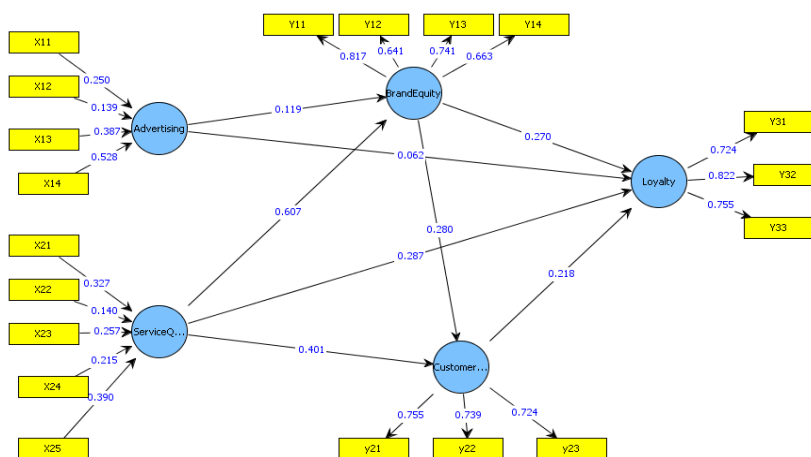 Y11
Y12
Y13
Y14
0.817
0.641
0.741
0.663
BrandEquity
X11
X12
X13
X14
0.250
0.139
0.387
0.528
Advertising
0.119
0.062
0.270
Y31
Y32
Y33
0.724
0.822
0.755
Loyalty
0.607
0.280
0.287
0.218
X21
X22
X23
X24
X25
0.327
0.140
0.257
0.215
0.390
ServiceQ...
0.401
Customer...
0.755
0.739
0.724
y21
y22
y23